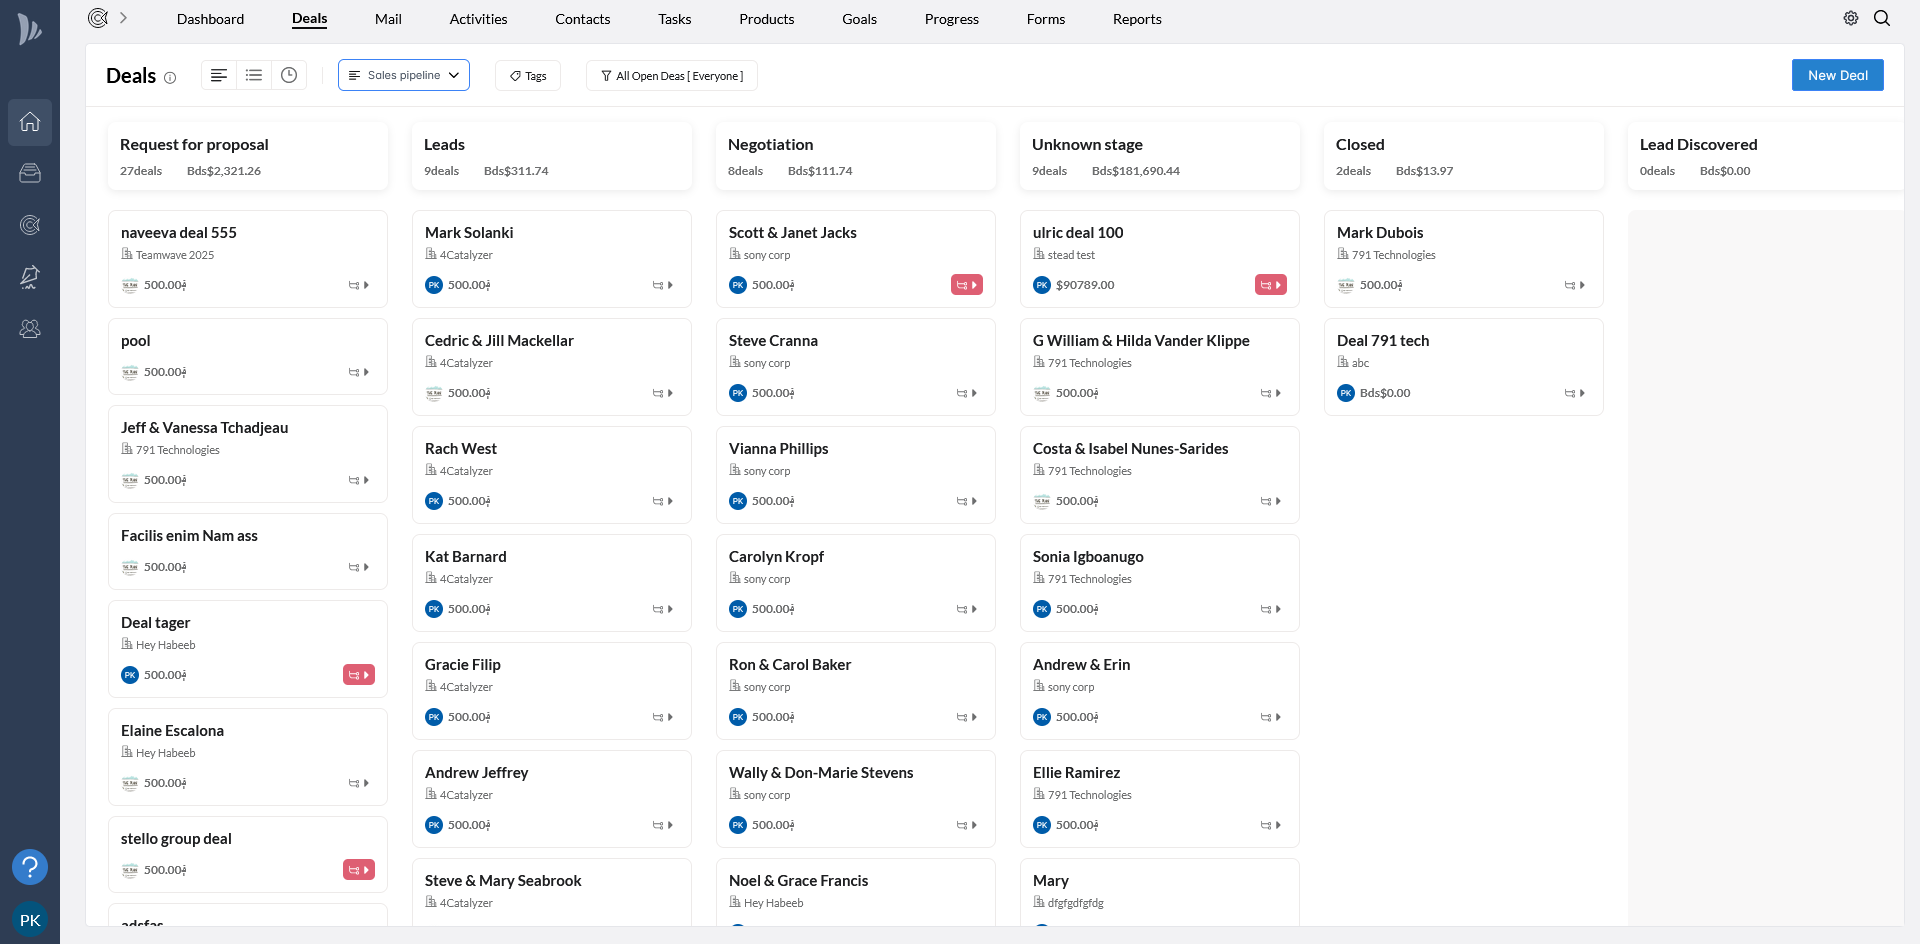 Dashboard
Deals
Mail
Activities
Contacts
Tasks
Products
Goals
Progress
Forms
Reports
Deals
Sales pipeline
Tags
All Open Deas [ Everyone ]
New Deal
Request for proposal
27deals Bds$2,321.26
Leads
9deals Bds$311.74
Negotiation
8deals Bds$111.74
Unknown stage
9deals Bds$181,690.44
Closed
2deals Bds$13.97
Lead Discovered
0deals Bds$0.00
naveeva deal 555
Teamwave 2025
500.00؋
pool
500.00؋
Jeff & Vanessa Tchadjeau
791 Technologies
500.00؋
Facilis enim Nam ass
500.00؋
Deal tager
Hey Habeeb
PK 500.00؋
Elaine Escalona
Hey Habeeb
500.00؋
stello group deal
500.00؋
adsfas
Mark Solanki
4Catalyzer
PK 500.00؋
Cedric & Jill Mackellar
4Catalyzer
500.00؋
Rach West
4Catalyzer
PK 500.00؋
Kat Barnard
4Catalyzer
PK 500.00؋
Gracie Filip
4Catalyzer
PK 500.00؋
Andrew Jeffrey
4Catalyzer
PK 500.00؋
Steve & Mary Seabrook
4Catalyzer
Scott & Janet Jacks
sony corp
PK 500.00؋
Steve Cranna
sony corp
PK 500.00؋
Vianna Phillips
sony corp
PK 500.00؋
Carolyn Kropf
sony corp
PK 500.00؋
Ron & Carol Baker
sony corp
PK 500.00؋
Wally & Don-Marie Stevens
sony corp
PK 500.00؋
Noel & Grace Francis
Hey Habeeb
ulric deal 100
stead test
PK $90789.00
G William & Hilda Vander Klippe
791 Technologies
500.00؋
Costa & Isabel Nunes-Sarides
791 Technologies
500.00؋
Sonia Igboanugo
791 Technologies
PK 500.00؋
Andrew & Erin
sony corp
PK 500.00؋
Ellie Ramirez
791 Technologies
PK 500.00؋
Mary
dfgfgdfgfdg
Mark Dubois
791 Technologies
500.00؋
Deal 791 tech
abc
PK Bds$0.00
?
PK